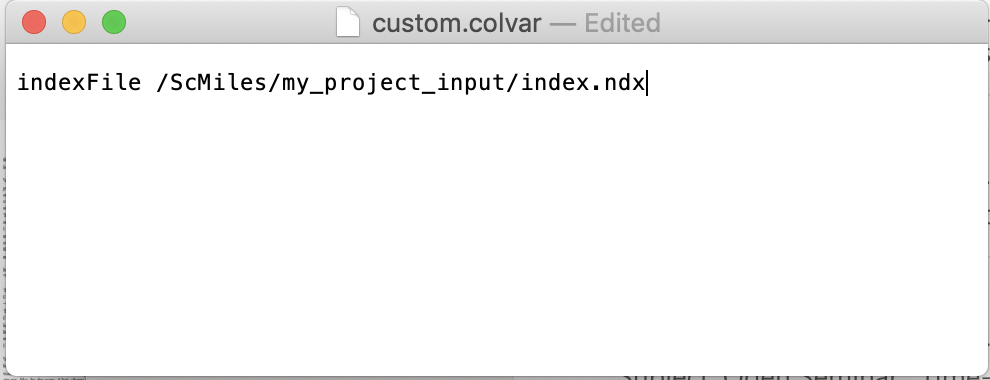 custom.colvar — Edited
indexFile /ScMiles/my_project_input/index.ndx